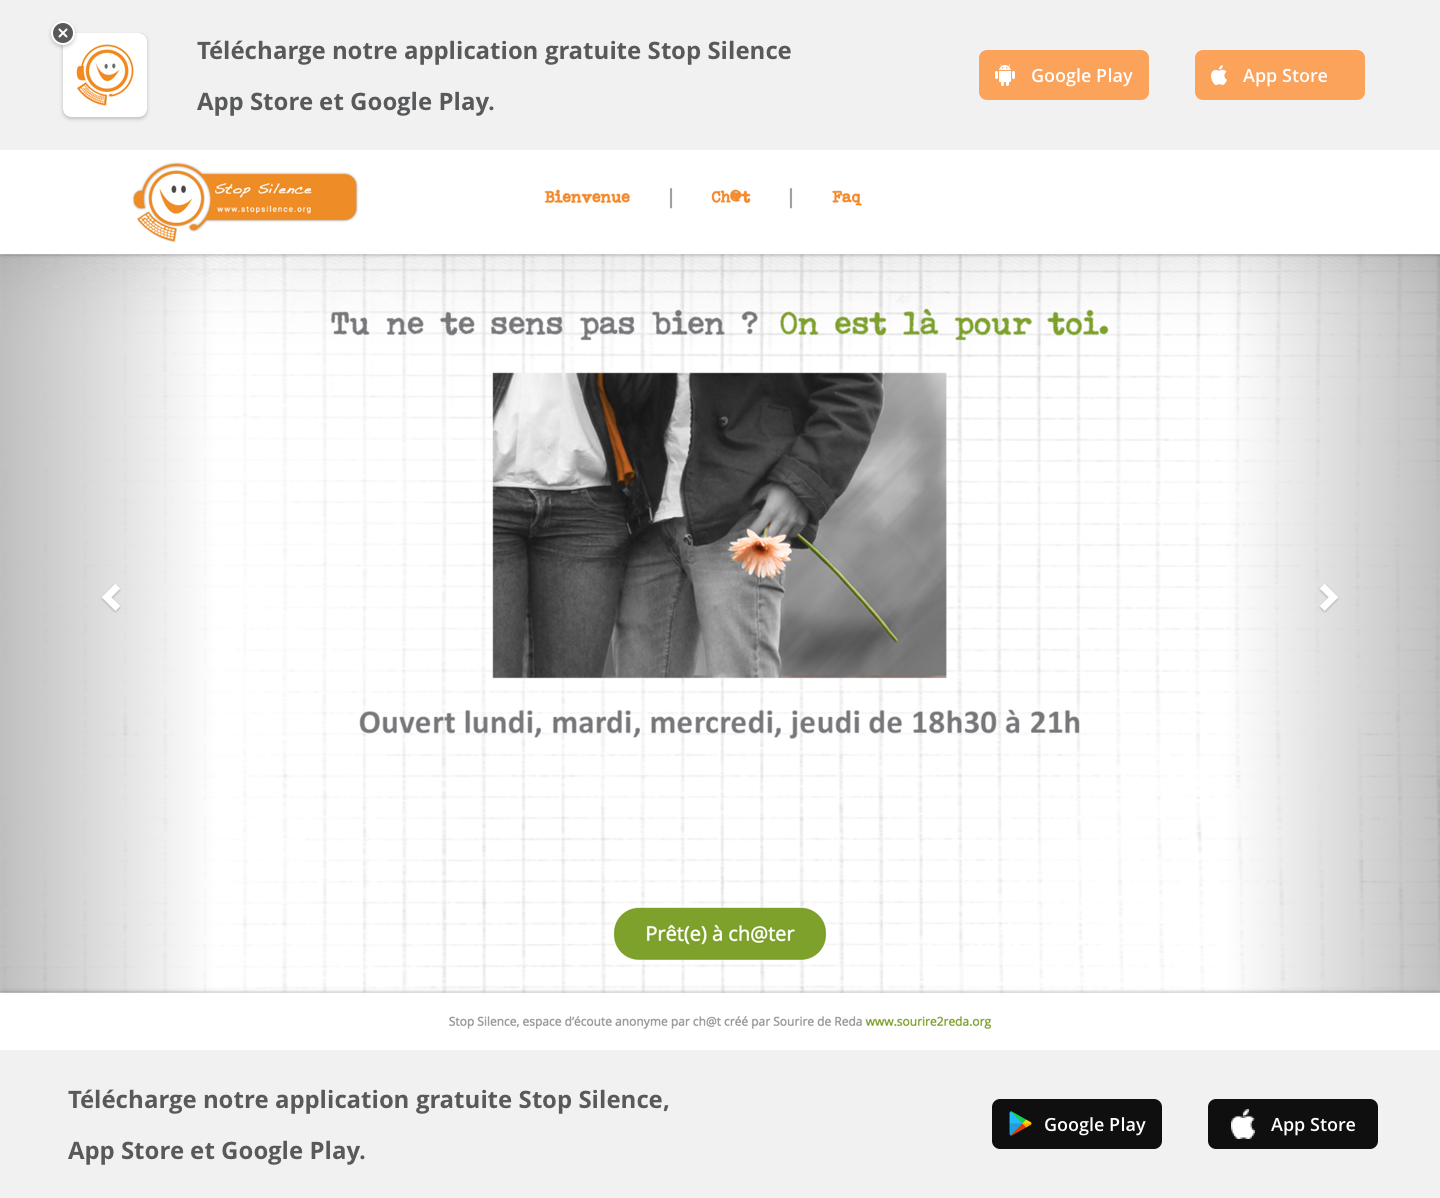 Télécharge notre application gratuite Stop Silence
App Store et Google Play.
Google Play
App Store
Stop Silence
www.stopsilence.org
Bienvenue
Ch@t
Faq
Tu ne te sens pas bien ? On est là pour toi.
Ouvert lundi, mardi, mercredi, jeudi de 18h30 à 21h
Prêt(e) à ch@ter
Stop Silence, espace d'écoute anonyme par ch@t créé par Sourire de Reda www.sourire2reda.org
Télécharge notre application gratuite Stop Silence,
App Store et Google Play.
Google Play
App Store